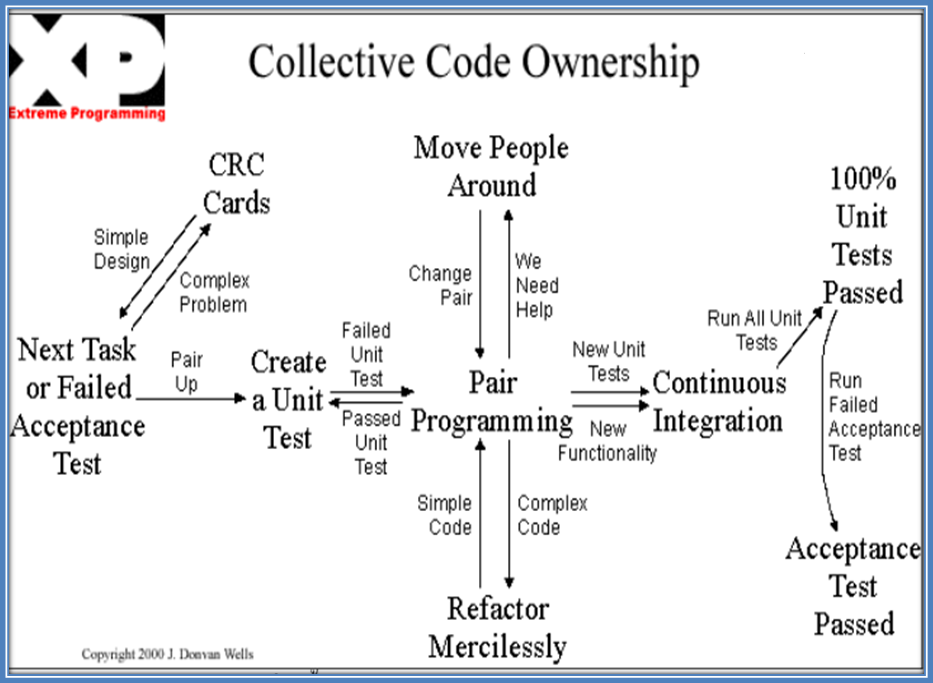 XP
Extreme Programming
Collective Code Ownership
CRC
Cards
Simple
Design
Complex
Problem
Next Task
or Failed
Acceptance
Test
Pair
Up
Create
a Unit
Test
Failed
Unit
Test
Passed
Unit
Test
Move People
Around
Change
Pair
We
Need
Help
Pair
Programming
Simple
Code
Complex
Code
Refactor
Mercilessly
New Unit
Tests
New
Functionality
Continuous
Integration
Run All Unit
Tests
100%
Unit
Tests
Passed
Run
Failed
Acceptance
Test
Acceptance
Test
Passed
Copyright 2000 J. Donvan Wells